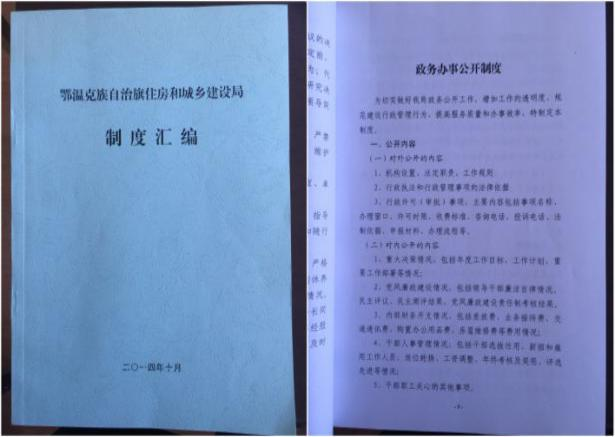 鄂温克族自治旗住房和城乡建设局
制度汇编
二〇一四年十月
政务办事公开制度
为切实做好我局政务公开工作，增加工作的透明度，规
范建设行政管理行为，提高服务质量和办事效率，特制定本
制度。
一、公开内容
（一）对外公开的内容
1、机构设置、法定职责、工作规则
2、行政执法和行政管理事项的法律依据
3、行政许可（审批）事项，主要内容包括事项名称、
办理窗口、许可时限、收费标准、咨询电话、投诉电话、法
制依据、申报材料、办理流程等。
（二）对内公开的内容
1、重大决策情况，包括年度工作目标、工作计划、重
要工作部署等情况；
2、党风廉政建设情况，包括领导干部廉洁自律情况，
民主评议、民主测评结果，党风廉政建设责任制考核结果。
3、内部财务开支情况，包括差旅费、业务接待费、交
通通讯费、购置办公用品费、房屋维修费等费用情况；
4、干部人事管理情况；包括干部选拔任用、新招和雇
用工作人员、岗位转换、工资调整、年终考核及奖惩、评选
先进等情况；
5、干部职工关心的其他事项。